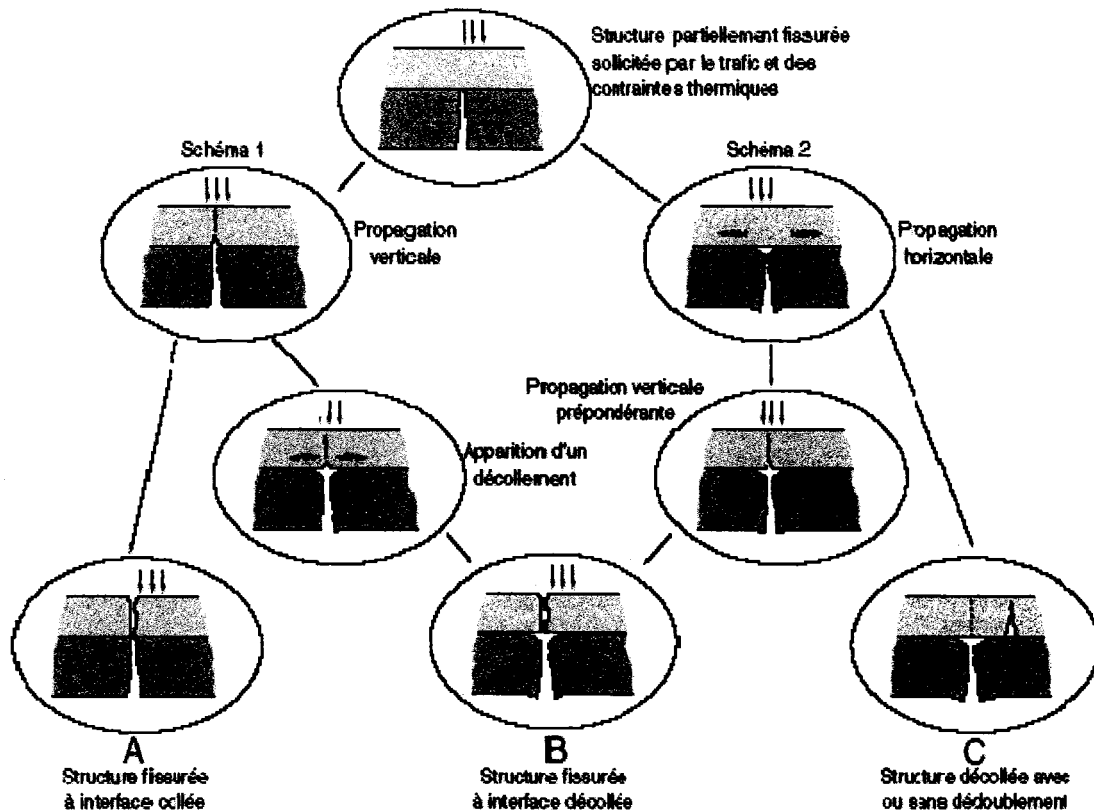 Structure partiellement fissurée
sollicitée par le trafic et des
contraintes thermiques
Schéma 1
Schéma 2
Propagation
verticale
Propagation
horizontale
Propagation verticale
prépondérante
Apparition d'un
décollement
A
Structure fissurée
à interface collée
B
Structure fissurée
à interface décollée
C
Structure décollée avec
ou sans dédoublement